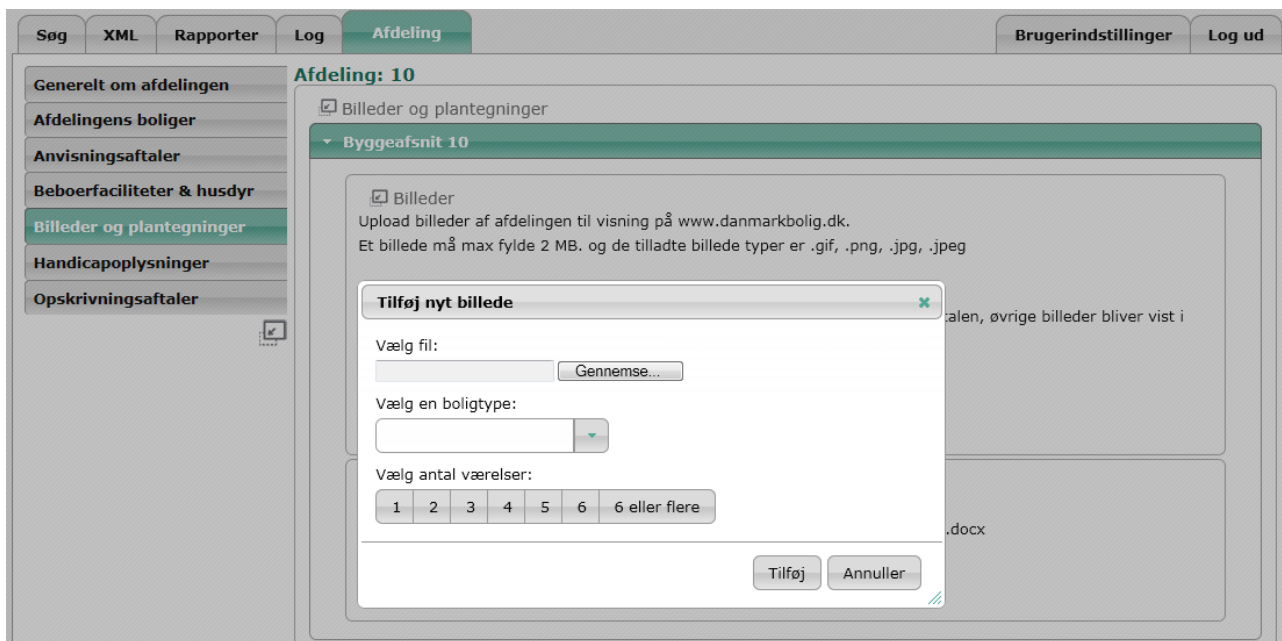 Søg XML Rapporter Log Afdeling Brugerindstillinger Log ud
Generelt om afdelingen
Afdelingens boliger
Anvisningsaftaler
Beboerfaciliteter & husdyr
Billeder og plantegninger
Handicapoplysninger
Opskrivningsaftaler
Afdeling: 10
Billeder og plantegninger
Byggeafsnit 10
Billeder
Upload billeder af afdelingen til visning på www.danmarkbolig.dk.
Et billede må max fylde 2 MB. og de tilladte billede typer er .gif, .png, .jpg, .jpeg
talen, øvrige billeder bliver vist i
Tilføj nyt billede
Vælg fil:
Gennemse...
Vælg en boligtype:
Vælg antal værelser:
1 2 3 4 5 6 6 eller flere
.docx
Tilføj Annuller